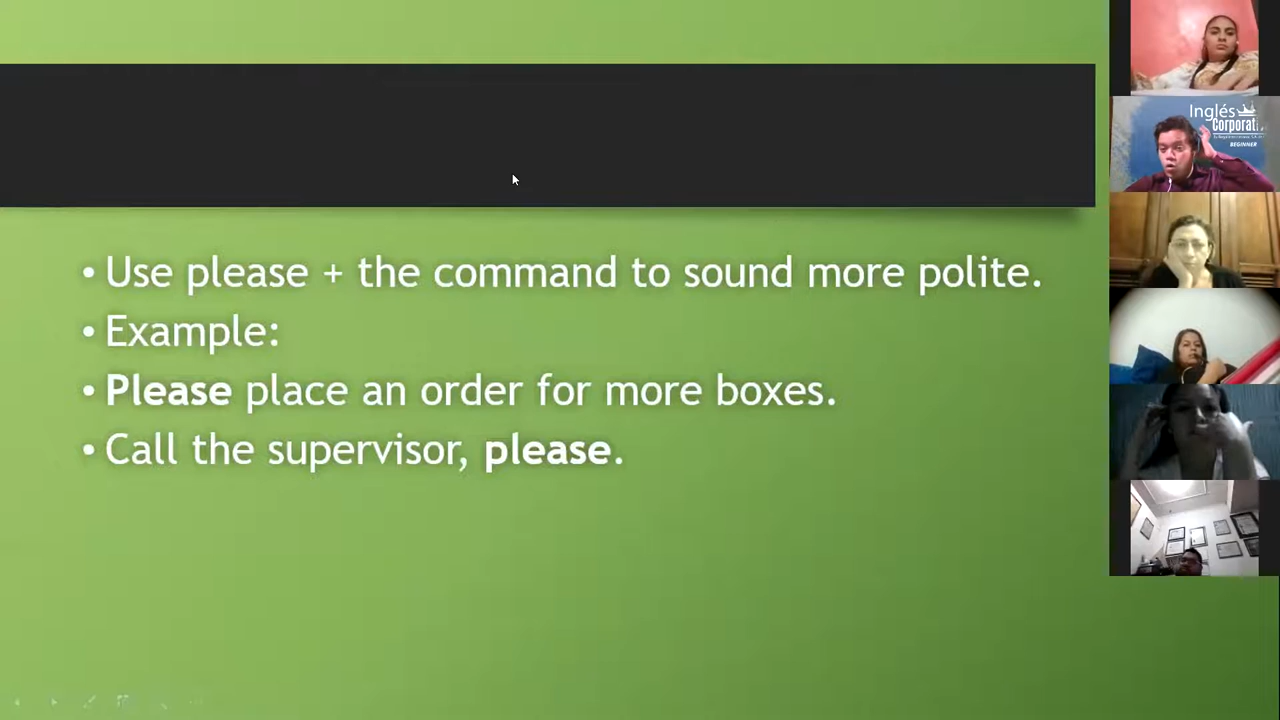 • Use please + the command to sound more polite.
• Example:
• Please place an order for more boxes.
• Call the supervisor, please.
Inglés
BEGINNER